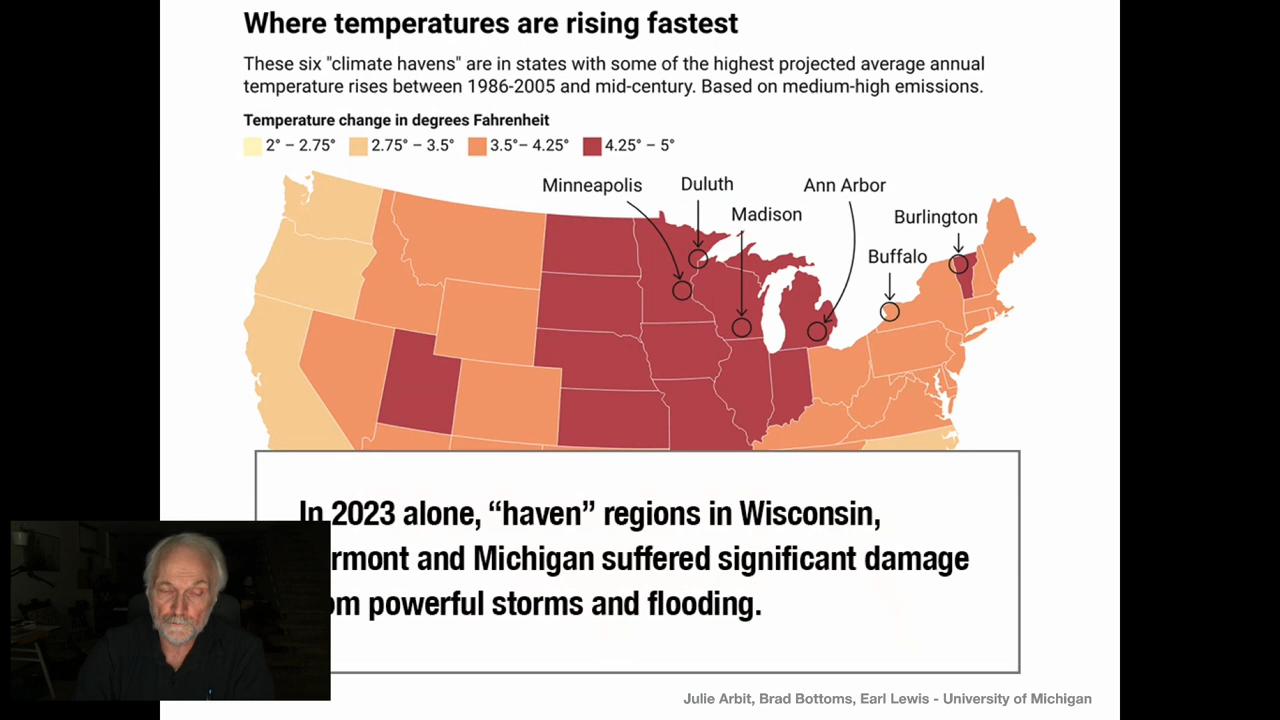 Where temperatures are rising fastest
These six "climate havens" are in states with some of the highest projected average annual
temperature rises between 1986-2005 and mid-century. Based on medium-high emissions.
Temperature change in degrees Fahrenheit
2° – 2.75° 2.75° – 3.5° 3.5°– 4.25° 4.25° – 5°
Minneapolis Duluth Ann Arbor
Madison Burlington
Buffalo
In 2023 alone, “haven” regions in Wisconsin,
rmont and Michigan suffered significant damage
om powerful storms and flooding.
Julie Arbit, Brad Bottoms, Earl Lewis - University of Michigan